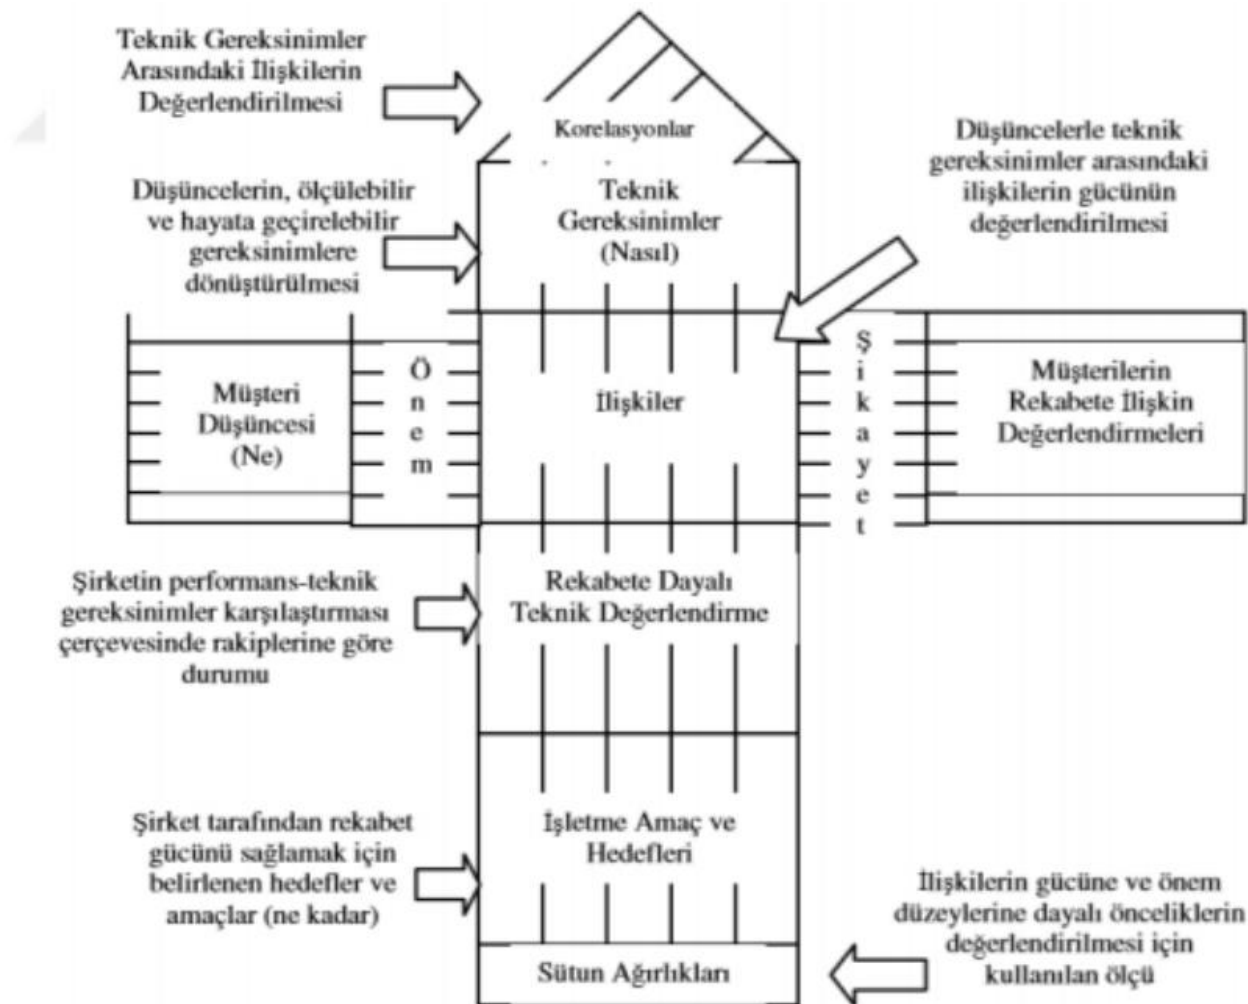 Teknik Gereksinimler
Arasındaki İlişkilerin
Değerlendirilmesi
Korelasyonlar
Düşüncelerle teknik
gereksinimler arasındaki
ilişkilerin gücünün
değerlendirilmesi
Düşüncelerin, ölçülebilir
ve hayata geçirelebilir
gereksinimlere
dönüştürülmesi
Teknik
Gereksinimler
(Nasıl)
Müşteri
Düşüncesi
(Ne)
Önem
İlişkiler
Şikayet
Müşterilerin
Rekabete İlişkin
Değerlendirmeleri
Şirketin performans-teknik
gereksinimler karşılaştırması
çerçevesinde rakiplerine göre
durumu
Rekabete Dayalı
Teknik Değerlendirme
Şirket tarafından rekabet
gücünü sağlamak için
belirlenen hedefler ve
amaçlar (ne kadar)
İşletme Amaç ve
Hedefleri
Sütun Ağırlıkları
İlişkilerin gücüne ve önem
düzeylerine dayalı önceliklerin
değerlendirilmesi için
kullanılan ölçü